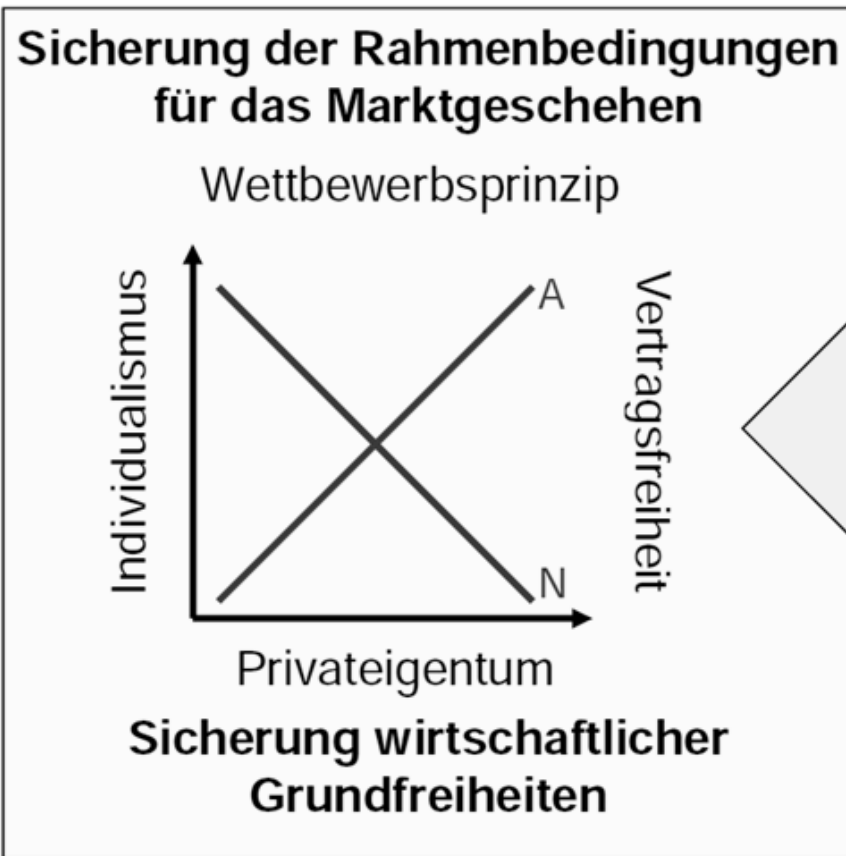 Sicherung der Rahmenbedingungen
für das Marktgeschehen
Wettbewerbsprinzip
Individualismus
A
Vertragsfreiheit
N
Privateigentum
Sicherung wirtschaftlicher
Grundfreiheiten